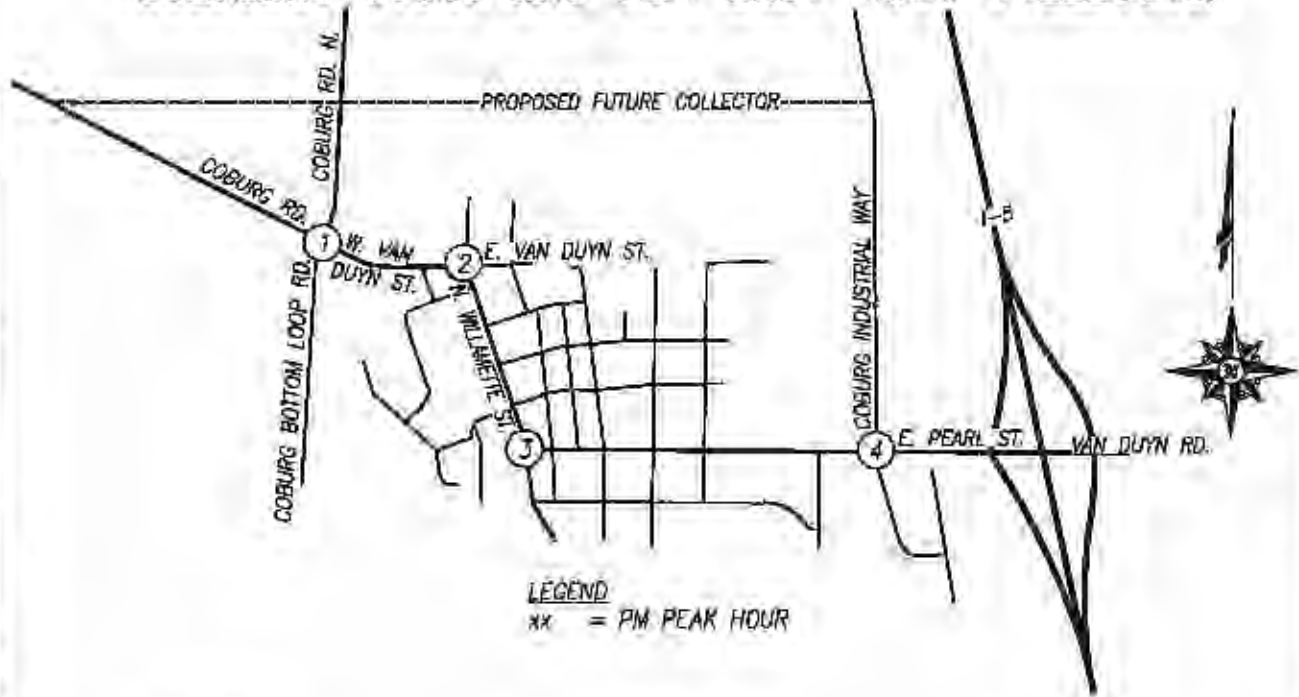 COBURG RD. N.
PROPOSED FUTURE COLLECTOR
COBURG RD.
1
W. VAN
DUYN ST.
2
E. VAN DUYN ST.
COBURG BOTTOM LOOP RD.
N. WILLAMETTE ST.
COBURG INDUSTRIAL WAY
3
4
E. PEARL ST.
VAN DUYN RD.
LEGEND
xx = PM PEAK HOUR